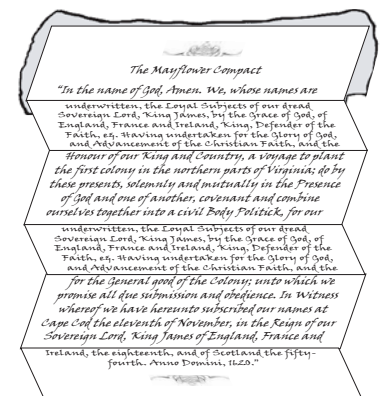 The Mayflower Compact
"In the name of God, Amen. We, whose names are
underwritten, the Loyal Subjects of our dread
Sovereign Lord, King James, by the Grace of God, of
England, France and Ireland, King, Defender of the
Faith, e&. Having undertaken for the Glory of God,
and Advancement of the Christian Faith, and the
Honour of our King and Country, a voyage to plant
the first colony in the northern parts of Virginia; do by
these presents, solemnly and mutually in the Presence
of God and one of another, covenant and combine
ourselves together into a civil Body Politick, for our
underwritten, the Loyal Subjects of our dread
Sovereign Lord, King James, by the Grace of God, of
England, France and Ireland, King, Defender of the
Faith, e&. Having undertaken for the Glory of God,
and Advancement of the Christian Faith, and the
for the General good of the Colony; unto which we
promise all due submission and obedience. In Witness
whereof we have hereunto subscribed our names at
Cape Cod the eleventh of November, in the Reign of our
Sovereign Lord, King James of England, France and
Ireland, the eighteenth, and of Scotland the fifty-
fourth. Anno Domini, 1620."